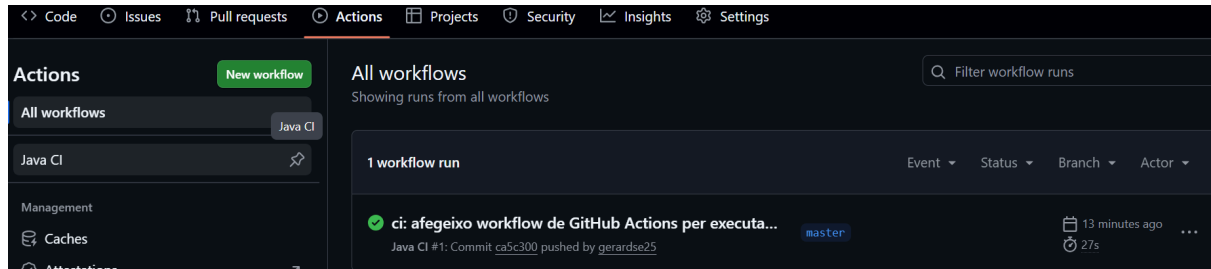 Code Issues Pull requests Actions Projects Security Insights Settings
Actions
New workflow
All workflows
Java CI
Java CI
Management
Caches
Attestations
All workflows
Showing runs from all workflows
Filter workflow runs
1 workflow run
Event Status Branch Actor
ci: afegeixo workflow de GitHub Actions per executa...
master
13 minutes ago
Java CI #1: Commit ca5c300 pushed by gerardse25
27s